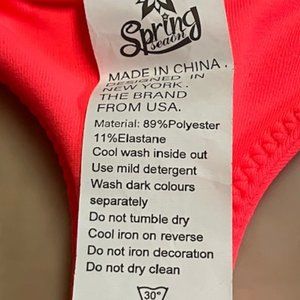 Spring
season
MADE IN CHINA.
DESIGNED IN
NEW YORK.
THE BRAND
FROM USA.
Material: 89%Polyester
11%Elastane
Cool wash inside out
Use mild detergent
Wash dark colours
separately
Do not tumble dry
Cool iron on reverse
Do not iron decoration
Do not dry clean
30°